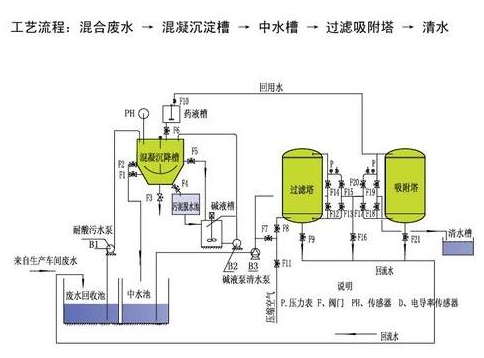 工艺流程：混合废水 → 混凝沉淀槽 → 中水槽 → 过滤吸附塔 → 清水
回用水
F10
PH
药液槽
F6
混凝沉降槽
F5
F2
F1
F4
F3
污泥脱水池
碱液槽
过滤塔
吸附塔
P
P
F20
F14
F15
F19
F12
F13
F17
F18
耐酸污水泵
B1
F7
F8
F9
F16
F21
清水槽
B2
B3
F11
碱液泵清水泵
来自生产车间废水
回流水
废水回收池
中水池
压缩空气
说明
P.压力表 F、阀门 PH、传感器 D、电导率传感器
回流水